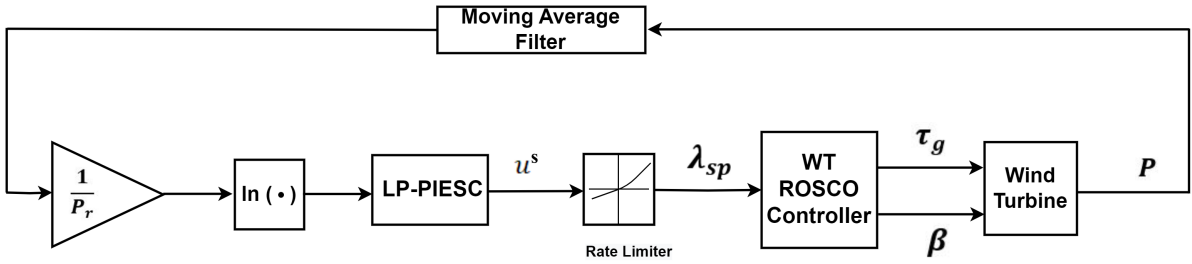 Moving Average
Filter
1
P_r
ln (•)
LP-PIESC
u^s
Rate Limiter
λ_sp
WT
ROSCO
Controller
τ_g
β
Wind
Turbine
P